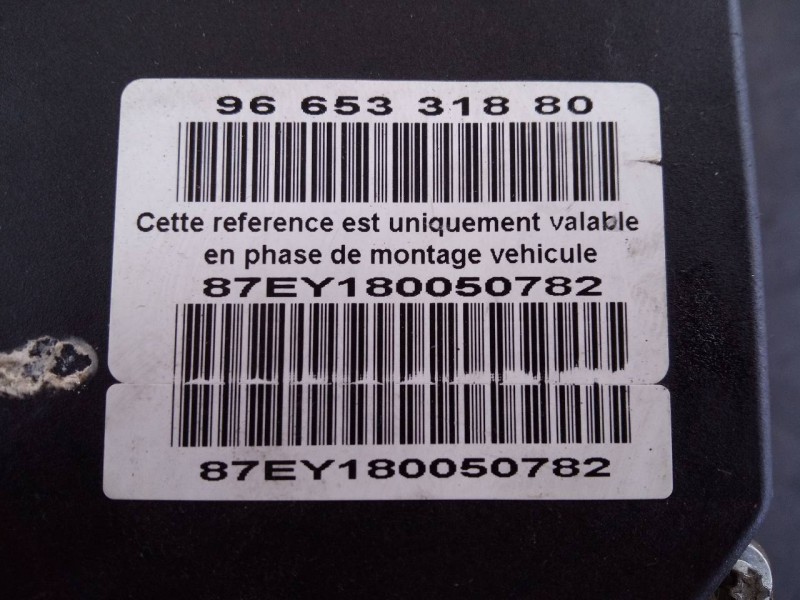 96 653 318 80
Cette reference est uniquement valable
en phase de montage vehicule
87EY180050782
87EY180050782